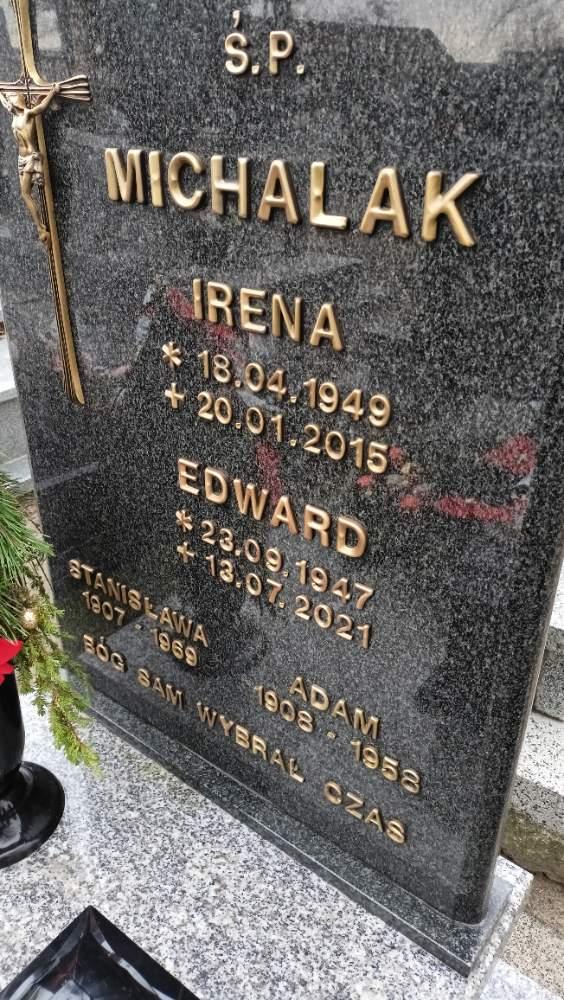 Ś.P.
MICHALAK
IRENA
* 18.04.1949
+ 20.01.2015
EDWARD
* 23.09.1947
+ 13.07.2021
STANISŁAWA
1907 - 1969
ADAM
1908 - 1958
BÓG SAM WYBRAŁ CZAS